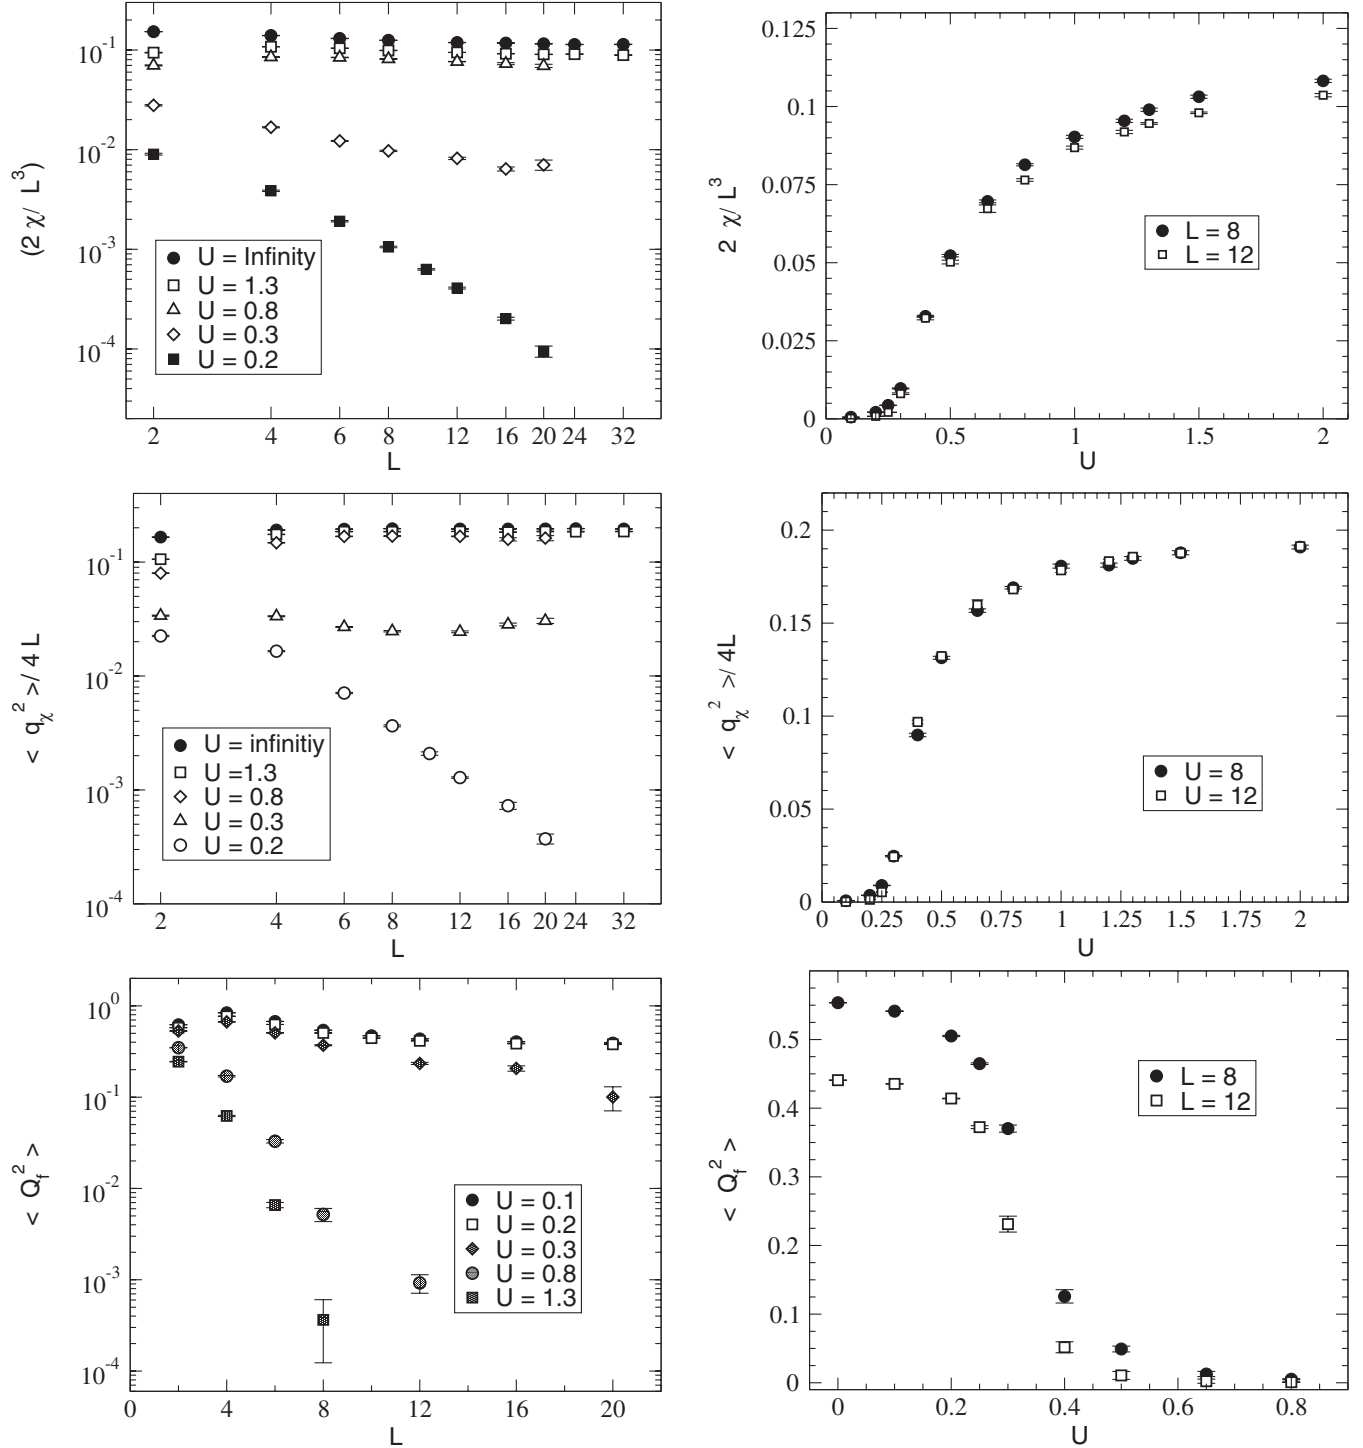 10^-1
10^-2
10^-3
10^-4
(2 χ/ L^3)
U = Infinity
U = 1.3
U = 0.8
U = 0.3
U = 0.2
2 4 6 8 12 16 20 24 32
L
0.125
0.1
0.075
0.05
0.025
0
2 χ/ L^3
L = 8
L = 12
0 0.5 1 1.5 2
U
10^-1
10^-2
10^-3
10^-4
< q_χ^2 >/ 4 L
U = infinitiy
U =1.3
U = 0.8
U = 0.3
U = 0.2
2 4 6 8 12 16 20 24 32
L
0.2
0.15
0.1
0.05
0
< q_χ^2 >/ 4L
U = 8
U = 12
0 0.25 0.5 0.75 1 1.25 1.5 1.75 2
U
10^0
10^-1
10^-2
10^-3
10^-4
< Q_f^2 >
U = 0.1
U = 0.2
U = 0.3
U = 0.8
U = 1.3
0 4 8 12 16 20
L
0.5
0.4
0.3
0.2
0.1
0
< Q_f^2 >
L = 8
L = 12
0 0.2 0.4 0.6 0.8
U